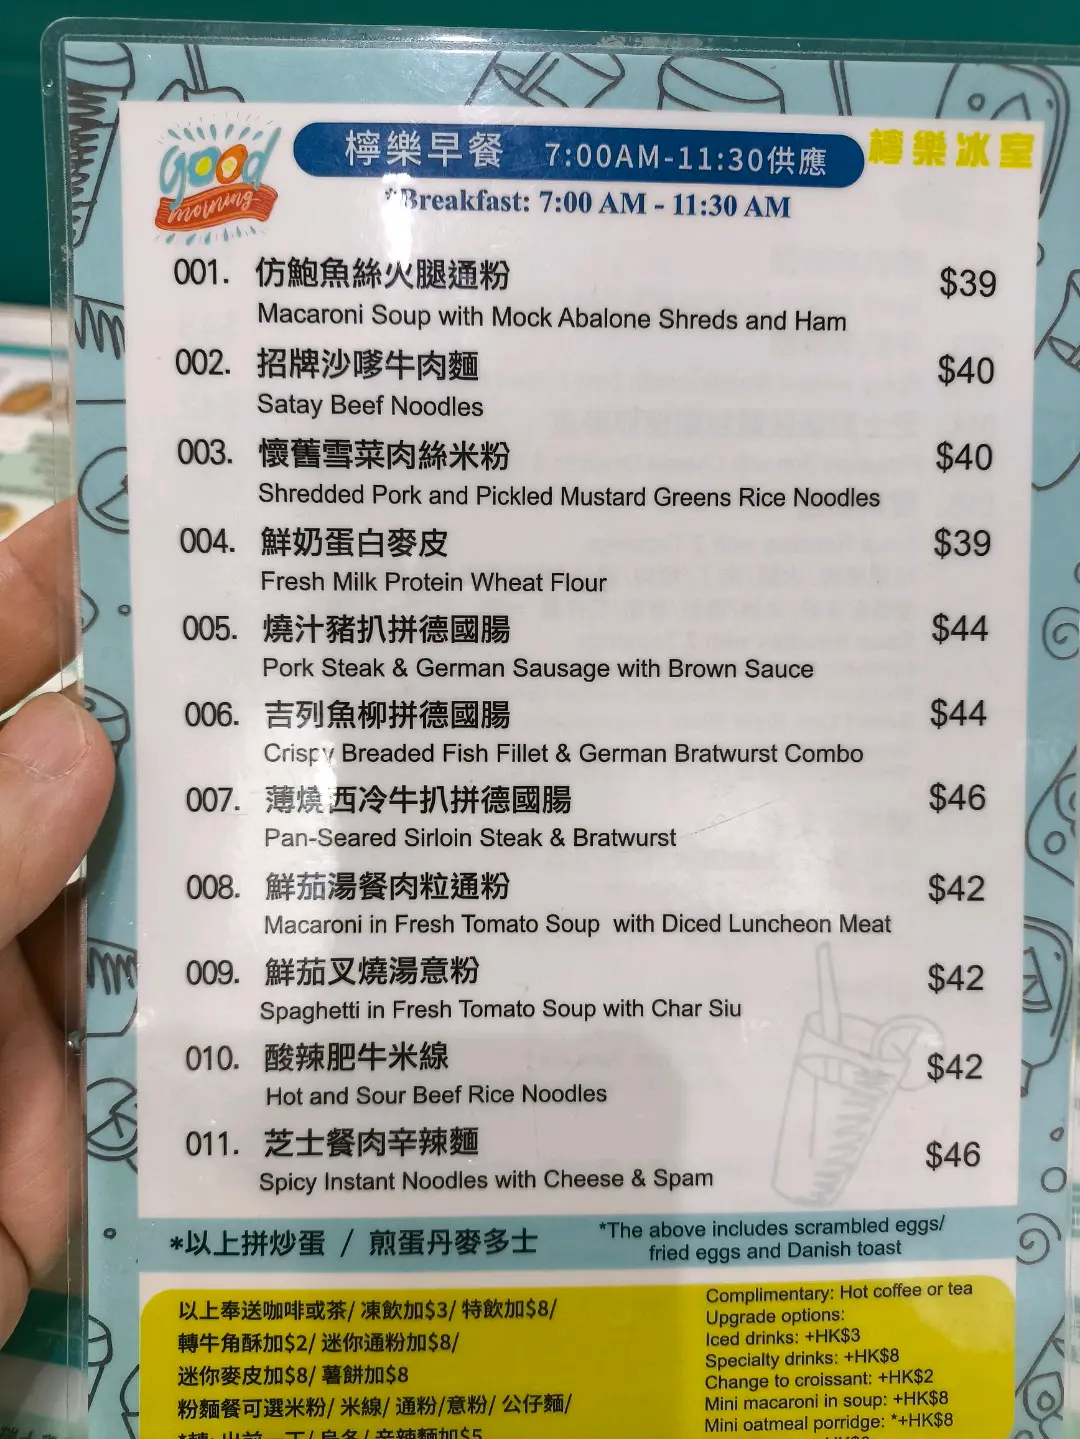 good
morning
檸樂早餐 7:00AM-11:30供應
檸樂冰室
*Breakfast: 7:00 AM - 11:30 AM
001. 仿鮑魚絲火腿通粉 $39
Macaroni Soup with Mock Abalone Shreds and Ham
002. 招牌沙嗲牛肉麵 $40
Satay Beef Noodles
003. 懷舊雪菜肉絲米粉 $40
Shredded Pork and Pickled Mustard Greens Rice Noodles
004. 鮮奶蛋白麥皮 $39
Fresh Milk Protein Wheat Flour
005. 燒汁豬扒拼德國腸 $44
Pork Steak & German Sausage with Brown Sauce
006. 吉列魚柳拼德國腸 $44
Crispy Breaded Fish Fillet & German Bratwurst Combo
007. 薄燒西冷牛扒拼德國腸 $46
Pan-Seared Sirloin Steak & Bratwurst
008. 鮮茄湯餐肉粒通粉 $42
Macaroni in Fresh Tomato Soup with Diced Luncheon Meat
009. 鮮茄叉燒湯意粉 $42
Spaghetti in Fresh Tomato Soup with Char Siu
010. 酸辣肥牛米線 $42
Hot and Sour Beef Rice Noodles
011. 芝士餐肉辛辣麵 $46
Spicy Instant Noodles with Cheese & Spam
*以上拼炒蛋 / 煎蛋丹麥多士
*The above includes scrambled eggs/
fried eggs and Danish toast
以上奉送咖啡或茶/ 凍飲加$3/ 特飲加$8/
轉牛角酥加$2/ 迷你通粉加$8/
迷你麥皮加$8/ 薯餅加$8
粉麵餐可選米粉/ 米線/ 通粉/意粉/ 公仔麵/
*轉: 出前一丁/ 烏冬/ 辛辣麵加$5
Complimentary: Hot coffee or tea
Upgrade options:
Iced drinks: +HK$3
Specialty drinks: +HK$8
Change to croissant: +HK$2
Mini macaroni in soup: +HK$8
Mini oatmeal porridge: *+HK$8